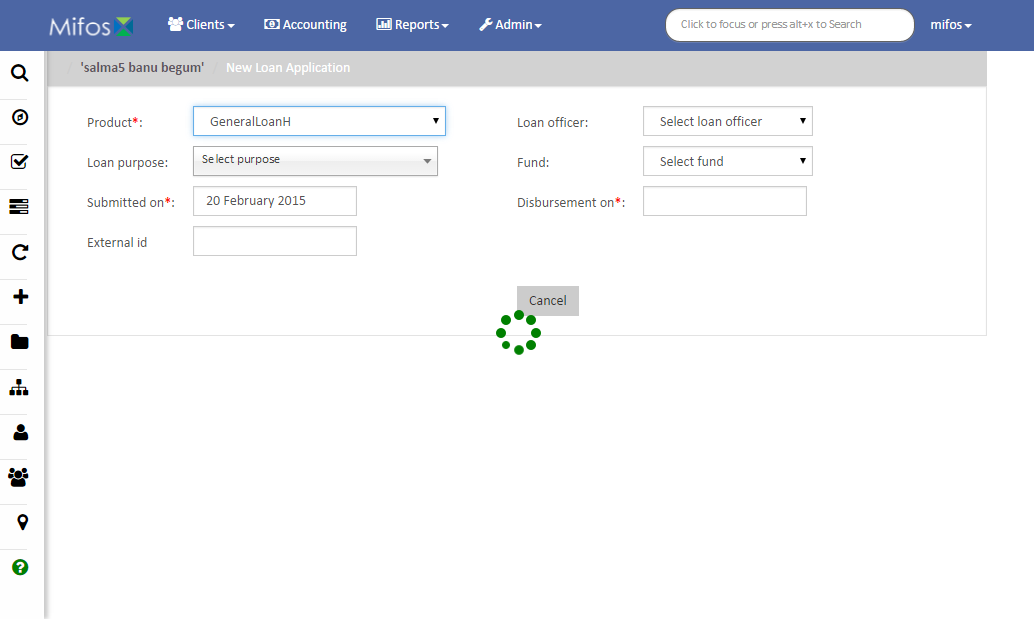 Mifos Clients Accounting Reports Admin Click to focus or press alt+x to Search mifos
/ 'salma5 banu begum' / New Loan Application
Product*: GeneralLoanH Loan officer: Select loan officer
Loan purpose: Select purpose Fund: Select fund
Submitted on*: 20 February 2015 Disbursement on*:
External id
Cancel